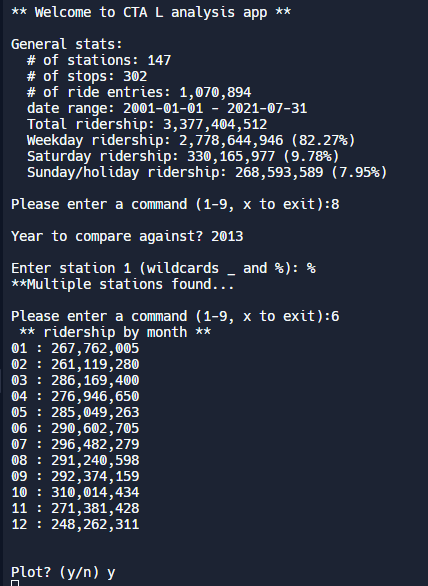 ** Welcome to CTA L analysis app **
General stats:
# of stations: 147
# of stops: 302
# of ride entries: 1,070,894
date range: 2001-01-01 - 2021-07-31
Total ridership: 3,377,404,512
Weekday ridership: 2,778,644,946 (82.27%)
Saturday ridership: 330,165,977 (9.78%)
Sunday/holiday ridership: 268,593,589 (7.95%)
Please enter a command (1-9, x to exit):8
Year to compare against? 2013
Enter station 1 (wildcards _ and %): %
**Multiple stations found...
Please enter a command (1-9, x to exit):6
** ridership by month **
01 : 267,762,005
02 : 261,119,280
03 : 286,169,400
04 : 276,946,650
05 : 285,049,263
06 : 290,602,705
07 : 296,482,279
08 : 291,240,598
09 : 292,374,159
10 : 310,014,434
11 : 271,381,428
12 : 248,262,311
Plot? (y/n) y